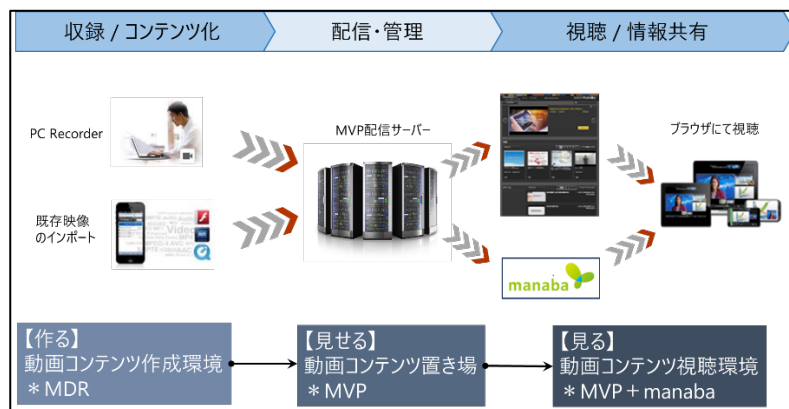 収録 / コンテンツ化
配信・管理
視聴 / 情報共有
PC Recorder
MVP配信サーバー
ブラウザにて視聴
既存映像
のインポート
Video
manaba
【作る】
動画コンテンツ作成環境
＊MDR
【見せる】
動画コンテンツ置き場
＊MVP
【見る】
動画コンテンツ視聴環境
＊MVP＋manaba